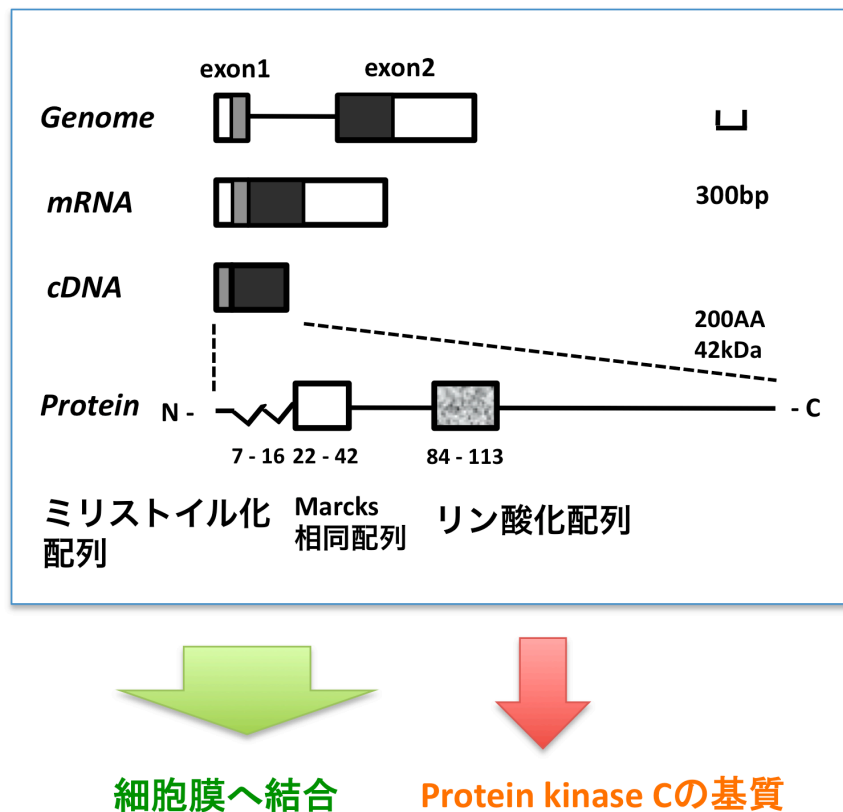 exon1 exon2
Genome
mRNA 300bp
cDNA
200AA
42kDa
Protein N - - C
7 - 16 22 - 42 84 - 113
ミリストイル化 Marcks リン酸化配列
配列 相同配列
細胞膜へ結合 Protein kinase Cの基質